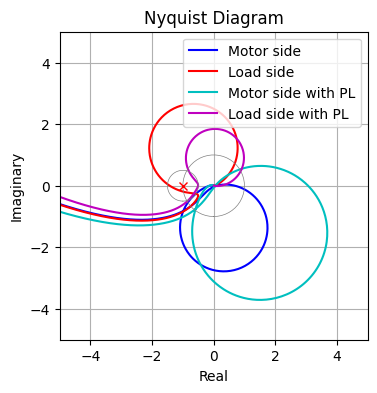 Nyquist Diagram
Motor side
Load side
Motor side with PL
Load side with PL
4
2
0
−2
−4
Imaginary
−4
−2
0
2
4
Real